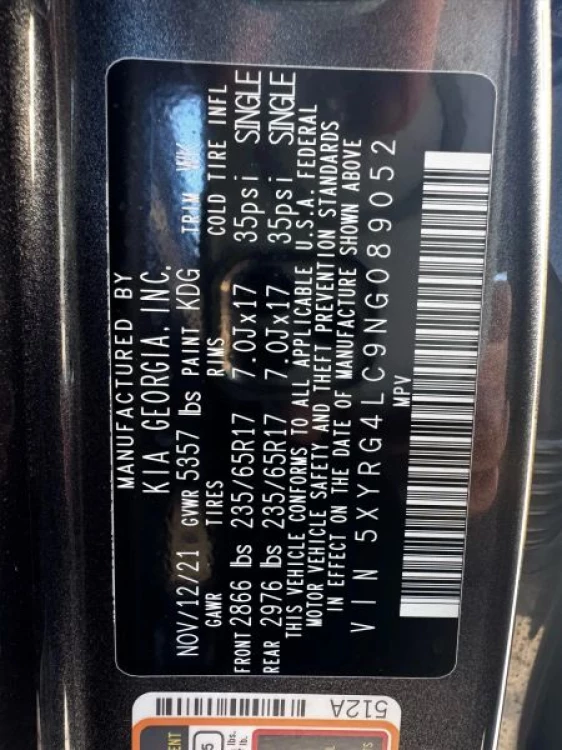 MANUFACTURED BY
KIA GEORGIA, INC.
NOV/12/21 GVWR 5357 lbs PAINT KDG TRIM WK
GAWR TIRES RIMS COLD TIRE INFL
FRONT 2866 lbs 235/65R17 7.0Jx17 35psi SINGLE
REAR 2976 lbs 235/65R17 7.0Jx17 35psi SINGLE
THIS VEHICLE CONFORMS TO ALL APPLICABLE U.S.A. FEDERAL
MOTOR VEHICLE SAFETY AND THEFT PREVENTION STANDARDS
IN EFFECT ON THE DATE OF MANUFACTURE SHOWN ABOVE
VIN 5XYRG4LC9NG089052
MPV
512A